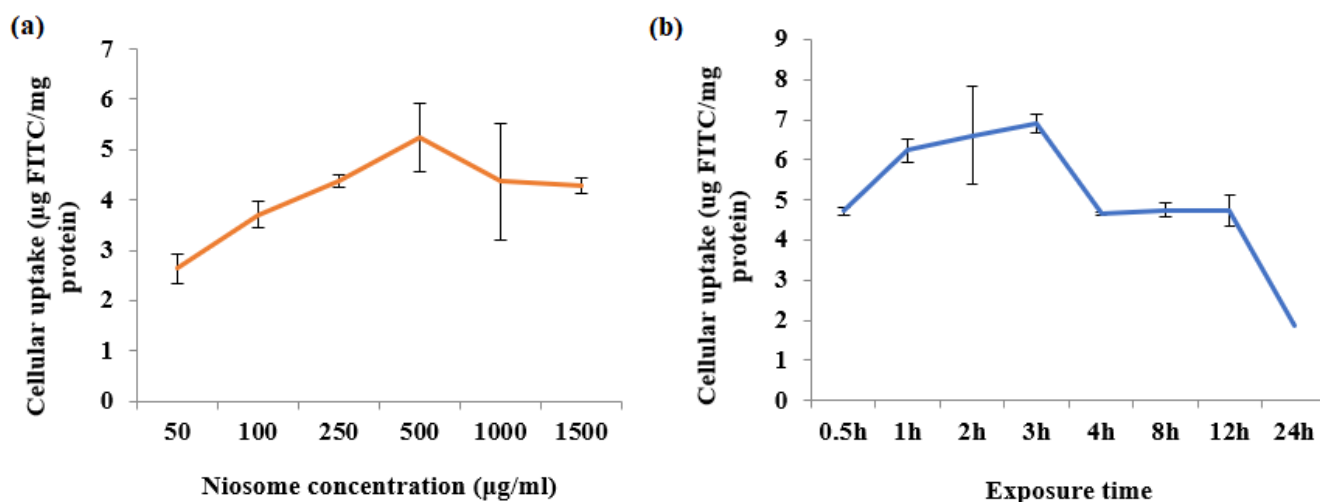 (a)
Cellular uptake (µg FITC/mg
protein)
7
6
5
4
3
2
1
0
50 100 250 500 1000 1500
Niosome concentration (µg/ml)
(b)
Cellular uptake (ug FITC/mg
protein)
9
8
7
6
5
4
3
2
1
0
0.5h 1h 2h 3h 4h 8h 12h 24h
Exposure time